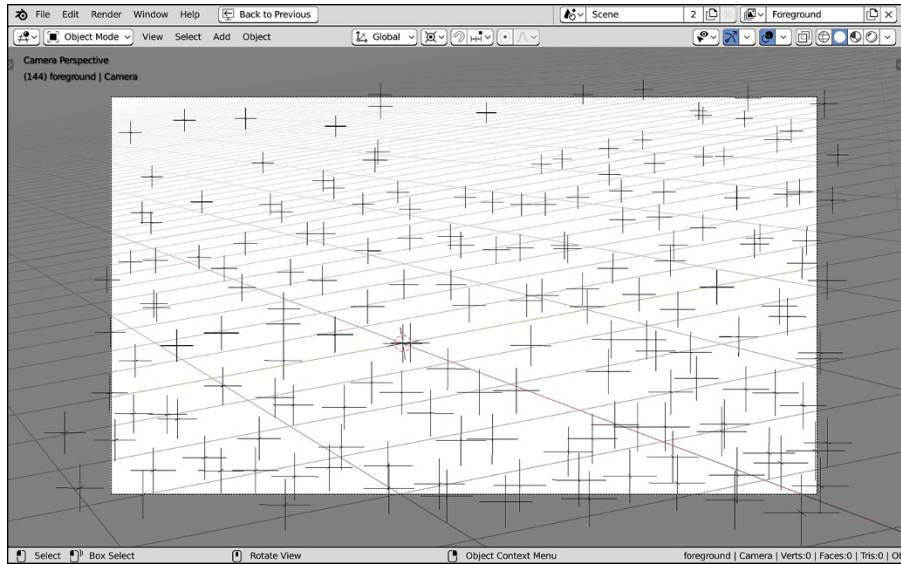 File Edit Render Window Help Back to Previous Scene 2 Foreground
Object Mode View Select Add Object Global
Camera Perspective
(144) foreground | Camera
Select Box Select Rotate View Object Context Menu foreground | Camera | Verts:0 | Faces:0 | Tris:0 | Ol